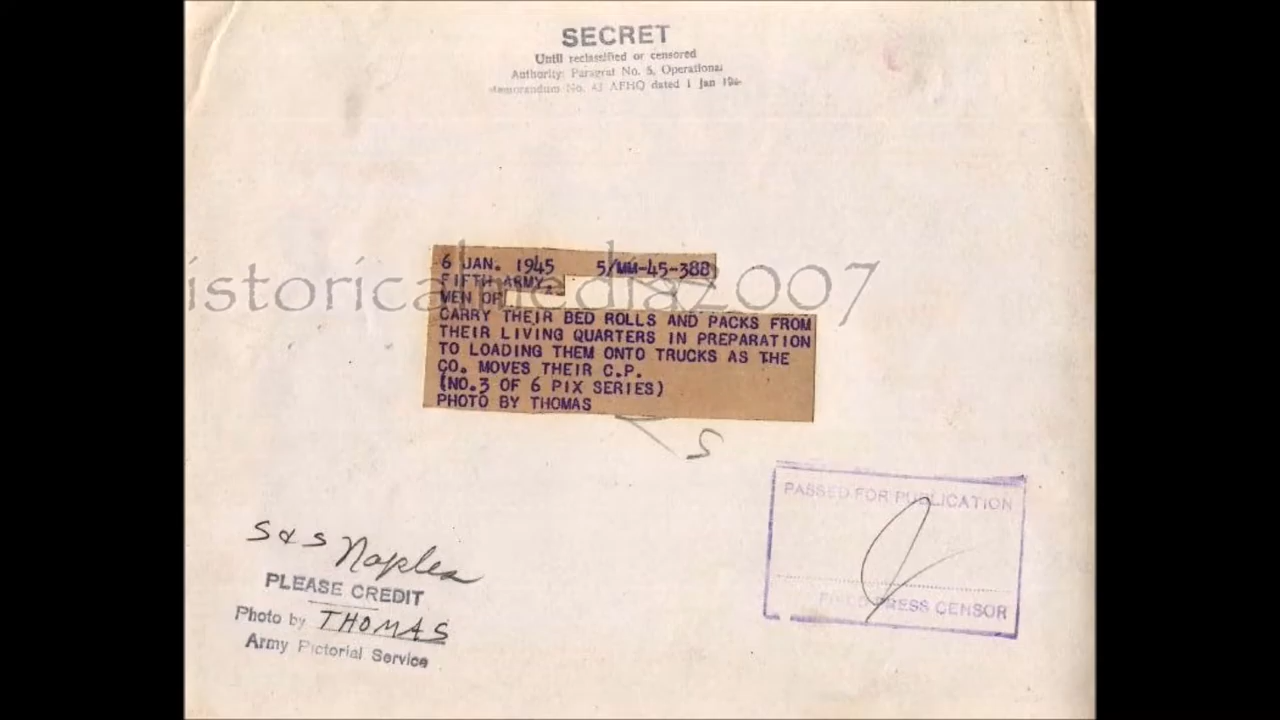 SECRET
Until reclassified or censored
Authority: Paragraf No. 5, Operational
Memorandum No. 43 AFHQ dated 1 Jan
historicalmedia2007
6 JAN. 1945 5/MM-45-388
FIFTH ARMY,
MEN OF
CARRY THEIR BED ROLLS AND PACKS FROM
THEIR LIVING QUARTERS IN PREPARATION
TO LOADING THEM ONTO TRUCKS AS THE
CO. MOVES THEIR C.P.
(NO.3 OF 6 PIX SERIES)
PHOTO BY THOMAS
S
PASSED FOR PUBLICATION
PRESS CENSOR
S & S Naples
PLEASE CREDIT
Photo by THOMAS
Army Pictorial Service